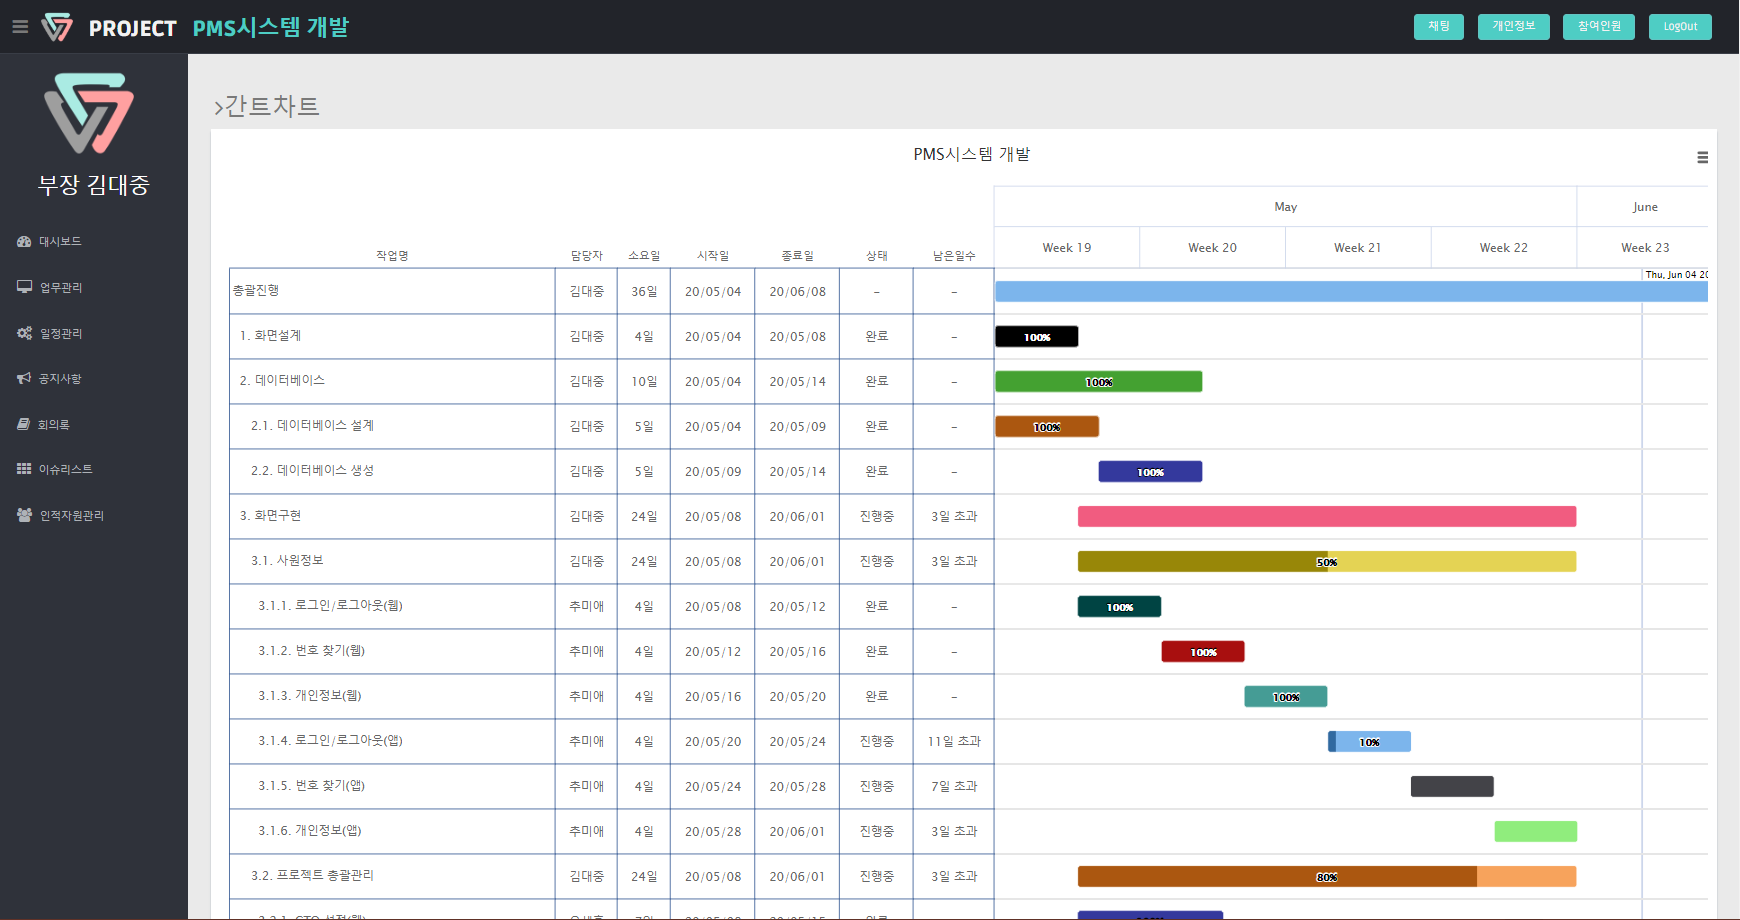 PROJECT PMS시스템 개발
채팅 개인정보 참여인원 LogOut
부장 김대중
대시보드
업무관리
일정관리
공지사항
회의록
이슈리스트
인적자원관리
>간트차트
PMS시스템 개발
May June
Week 19 Week 20 Week 21 Week 22 Week 23
작업명 담당자 소요일 시작일 종료일 상태 남은일수
Thu, Jun 04 20
총괄진행 김대중 36일 20/05/04 20/06/08 - -
1. 화면설계 김대중 4일 20/05/04 20/05/08 완료 - 100%
2. 데이터베이스 김대중 10일 20/05/04 20/05/14 완료 - 100%
2.1. 데이터베이스 설계 김대중 5일 20/05/04 20/05/09 완료 - 100%
2.2. 데이터베이스 생성 김대중 5일 20/05/09 20/05/14 완료 - 100%
3. 화면구현 김대중 24일 20/05/08 20/06/01 진행중 3일 초과
3.1. 사원정보 김대중 24일 20/05/08 20/06/01 진행중 3일 초과 50%
3.1.1. 로그인/로그아웃(웹) 추미애 4일 20/05/08 20/05/12 완료 - 100%
3.1.2. 번호 찾기(웹) 추미애 4일 20/05/12 20/05/16 완료 - 100%
3.1.3. 개인정보(웹) 추미애 4일 20/05/16 20/05/20 완료 - 100%
3.1.4. 로그인/로그아웃(앱) 추미애 4일 20/05/20 20/05/24 진행중 11일 초과 10%
3.1.5. 번호 찾기(앱) 추미애 4일 20/05/24 20/05/28 진행중 7일 초과
3.1.6. 개인정보(앱) 추미애 4일 20/05/28 20/06/01 진행중 3일 초과
3.2. 프로젝트 총괄관리 김대중 24일 20/05/08 20/06/01 진행중 3일 초과 80%